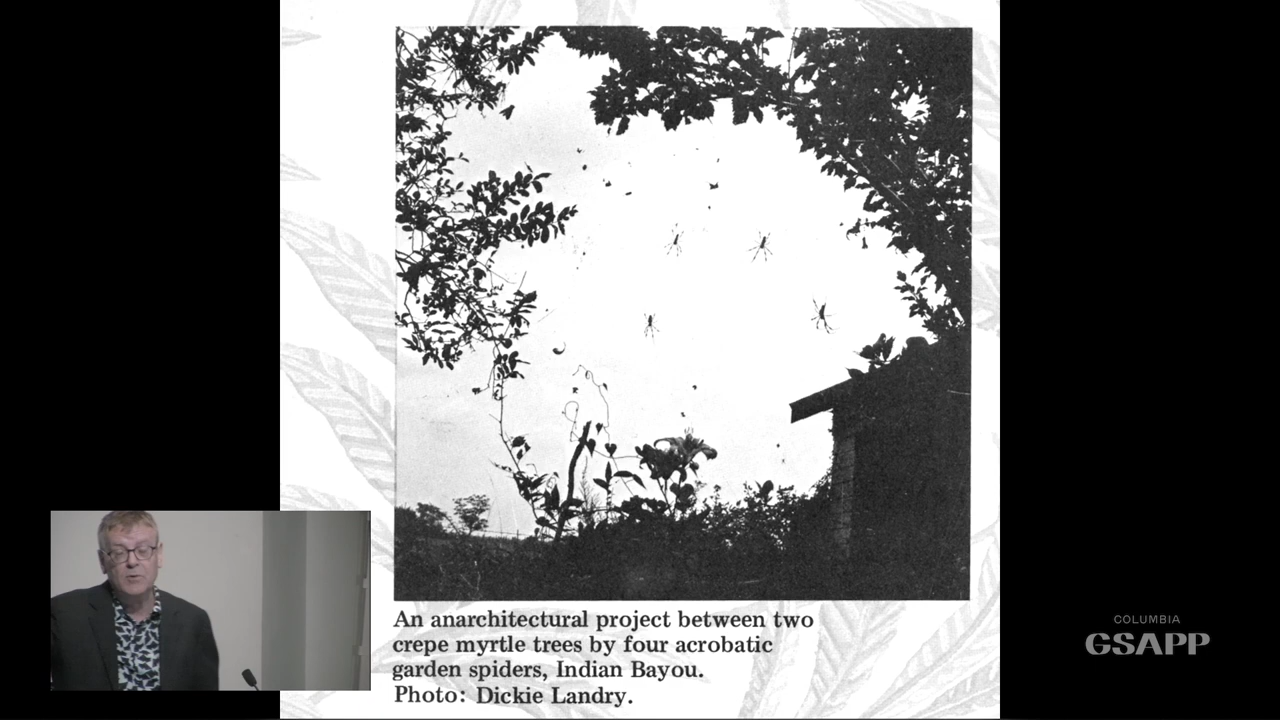 An anarchitectural project between two
crepe myrtle trees by four acrobatic
garden spiders, Indian Bayou.
Photo: Dickie Landry.
COLUMBIA
GSAPP